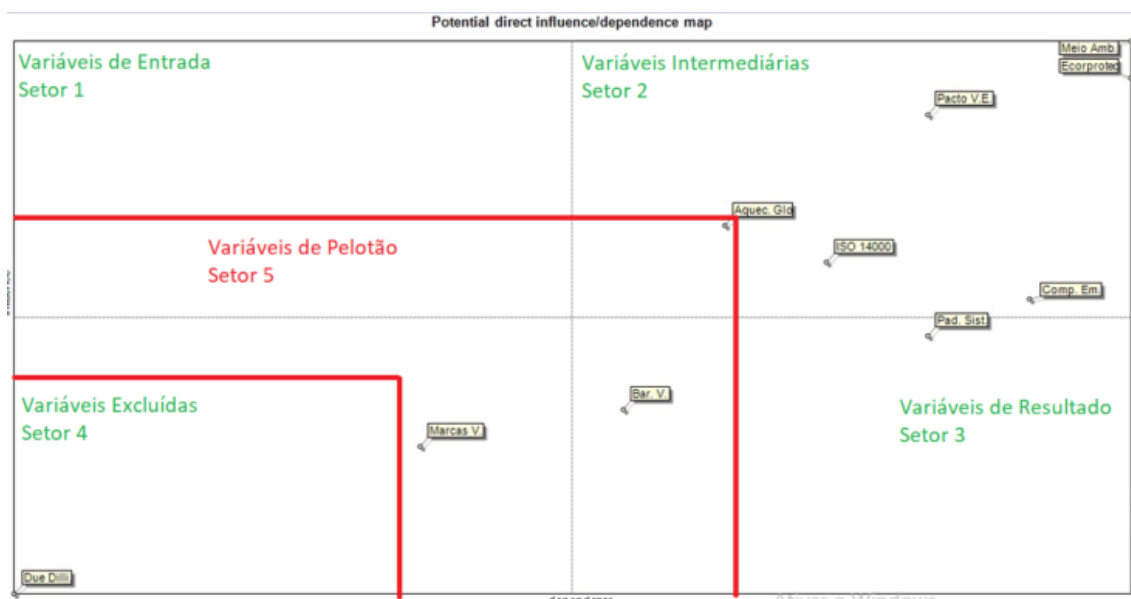 Potential direct influence/dependence map
Variáveis de Entrada
Setor 1
Variáveis Intermediárias
Setor 2
Meio Amb.
Ecorproteç
Pacto V.E.
Aquec. Glo
Variáveis de Pelotão
Setor 5
ISO 14000
Comp. Em.
Pad. Sist.
Variáveis Excluídas
Setor 4
Bar. V.
Marcas V.
Variáveis de Resultado
Setor 3
Due Dilli